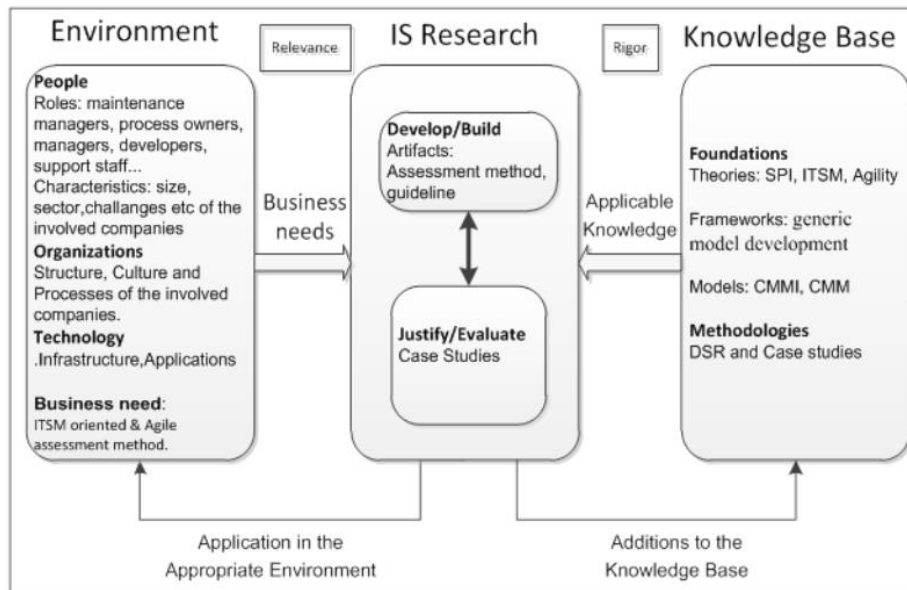 Environment
Relevance
IS Research
Rigor
Knowledge Base
People
Roles: maintenance
managers, process owners,
managers, developers,
support staff...
Characteristics: size,
sector,challanges etc of the
involved companies
Organizations
Structure, Culture and
Processes of the involved
companies.
Technology
.Infrastructure,Applications
Business need:
ITSM oriented & Agile
assessment method.
Business
needs
Develop/Build
Artifacts:
Assessment method,
guideline
Justify/Evaluate
Case Studies
Applicable
Knowledge
Foundations
Theories: SPI, ITSM, Agility
Frameworks: generic
model development
Models: CMMI, CMM
Methodologies
DSR and Case studies
Application in the
Appropriate Environment
Additions to the
Knowledge Base